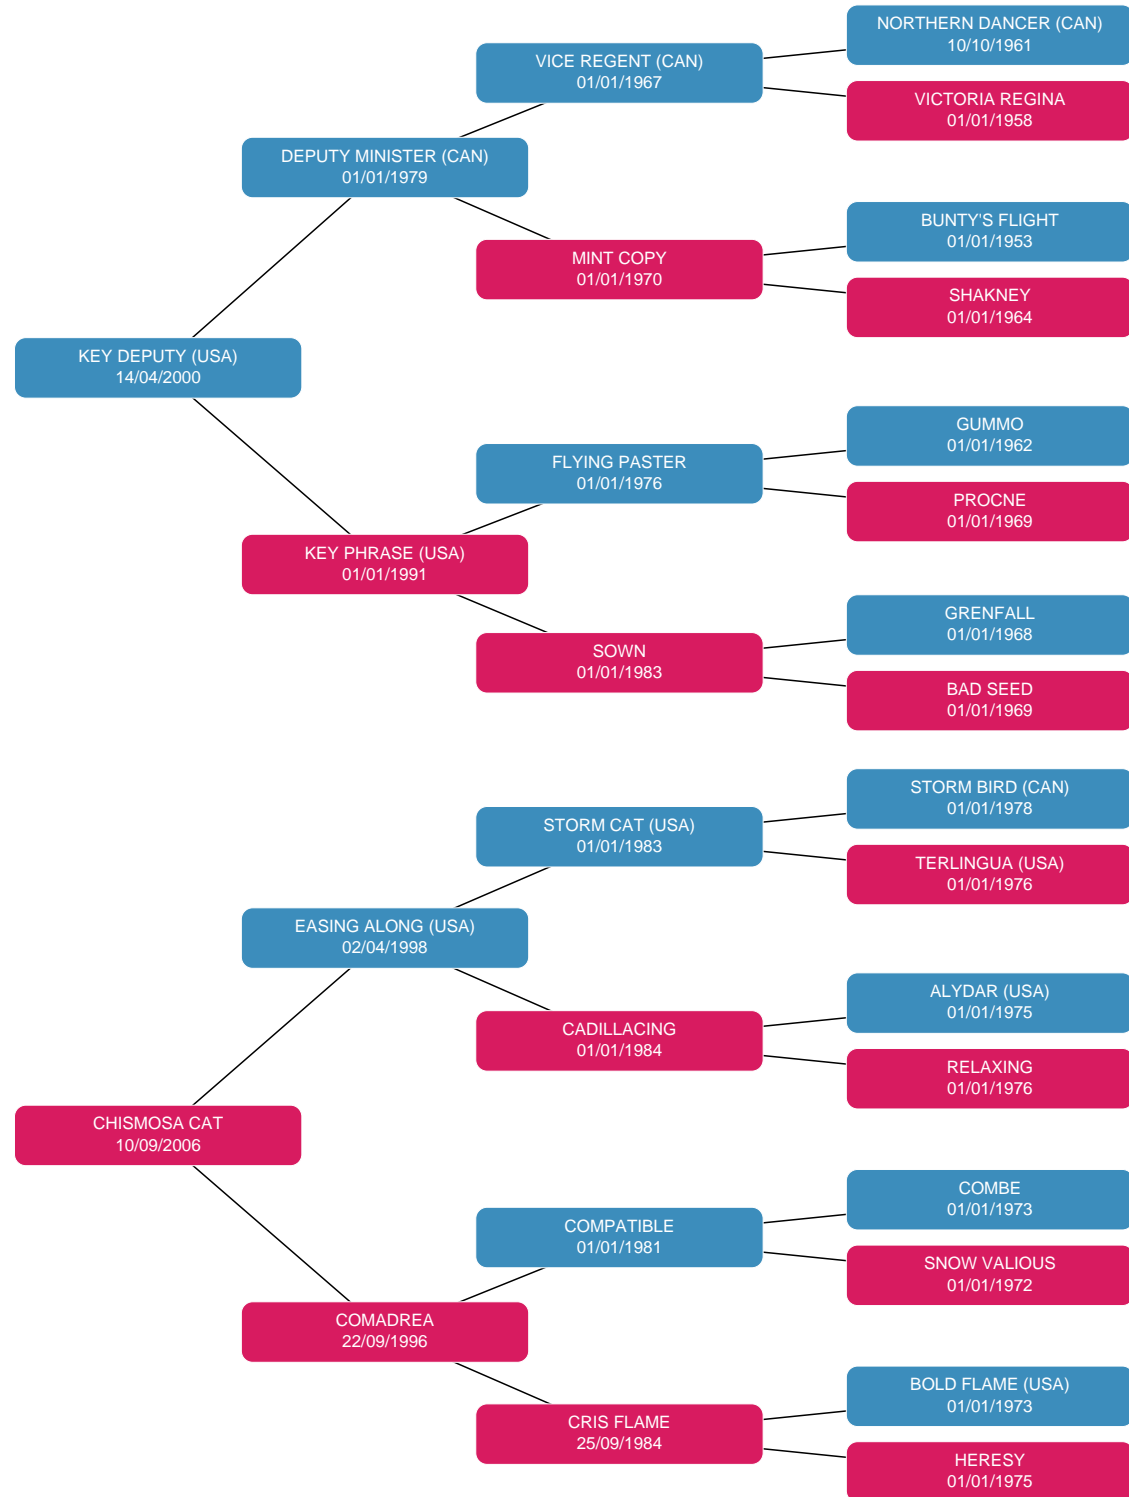 NORTHERN DANCER (CAN)
10/10/1961
VICE REGENT (CAN)
01/01/1967
VICTORIA REGINA
01/01/1958
DEPUTY MINISTER (CAN)
01/01/1979
BUNTY'S FLIGHT
01/01/1953
MINT COPY
01/01/1970
SHAKNEY
01/01/1964
KEY DEPUTY (USA)
14/04/2000
GUMMO
01/01/1962
FLYING PASTER
01/01/1976
PROCNE
01/01/1969
KEY PHRASE (USA)
01/01/1991
GRENFALL
01/01/1968
SOWN
01/01/1983
BAD SEED
01/01/1969
STORM BIRD (CAN)
01/01/1978
STORM CAT (USA)
01/01/1983
TERLINGUA (USA)
01/01/1976
EASING ALONG (USA)
02/04/1998
ALYDAR (USA)
01/01/1975
CADILLACING
01/01/1984
RELAXING
01/01/1976
CHISMOSA CAT
10/09/2006
COMBE
01/01/1973
COMPATIBLE
01/01/1981
SNOW VALIOUS
01/01/1972
COMADREA
22/09/1996
BOLD FLAME (USA)
01/01/1973
CRIS FLAME
25/09/1984
HERESY
01/01/1975